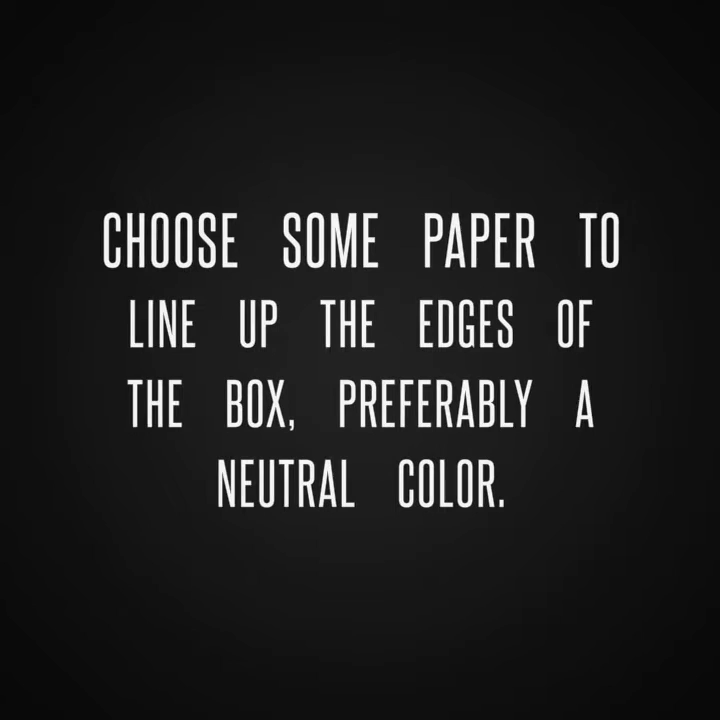 CHOOSE SOME PAPER TO
LINE UP THE EDGES OF
THE BOX, PREFERABLY A
NEUTRAL COLOR.